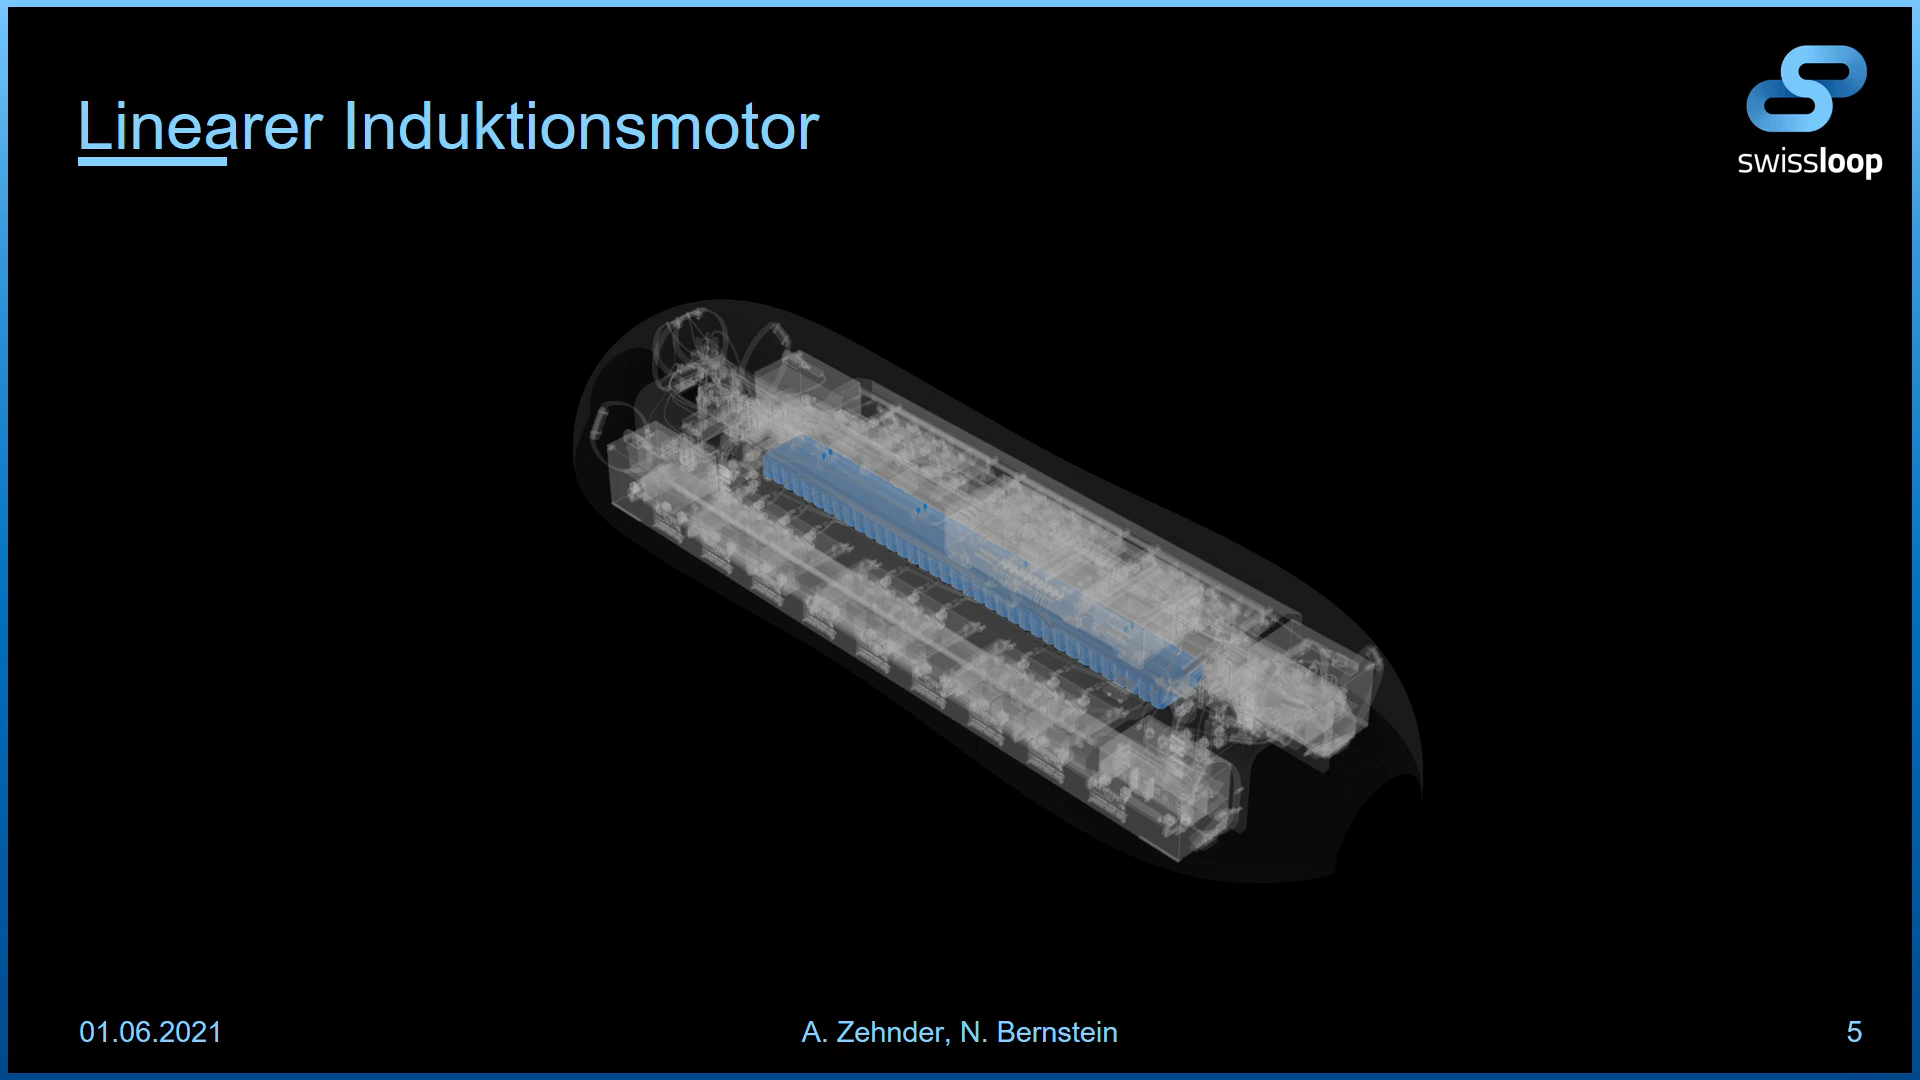 Linearer Induktionsmotor
swissloop
01.06.2021
A. Zehnder, N. Bernstein
5